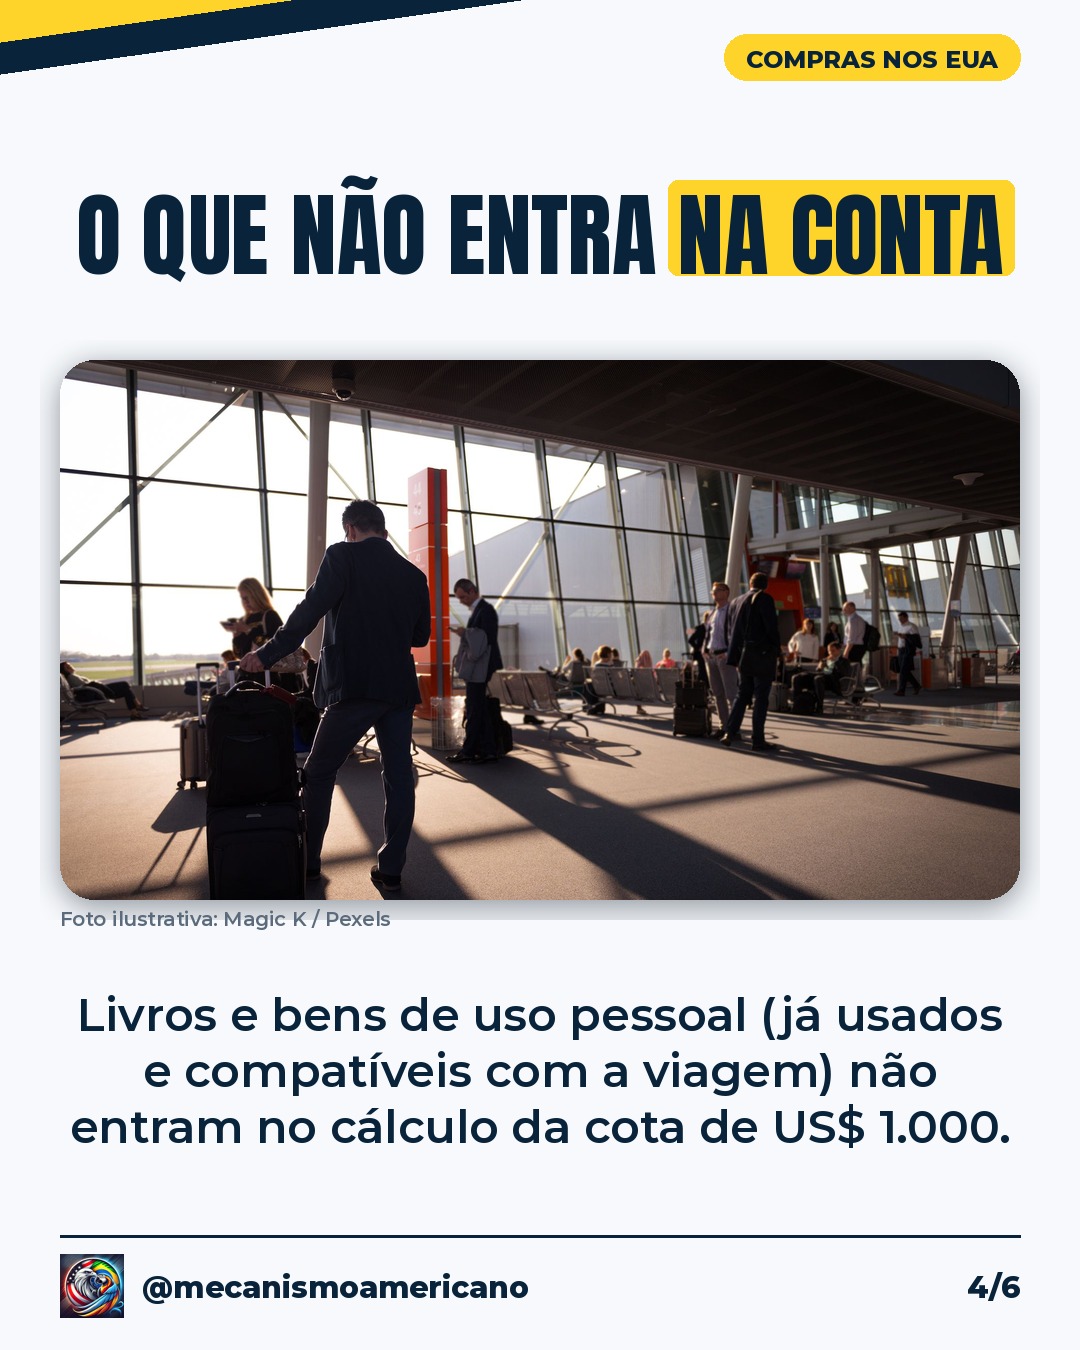 COMPRAS NOS EUA
O QUE NÃO ENTRA NA CONTA
Foto ilustrativa: Magic K / Pexels
Livros e bens de uso pessoal (já usados
e compatíveis com a viagem) não
entram no cálculo da cota de US$ 1.000.
@mecanismoamericano
4/6